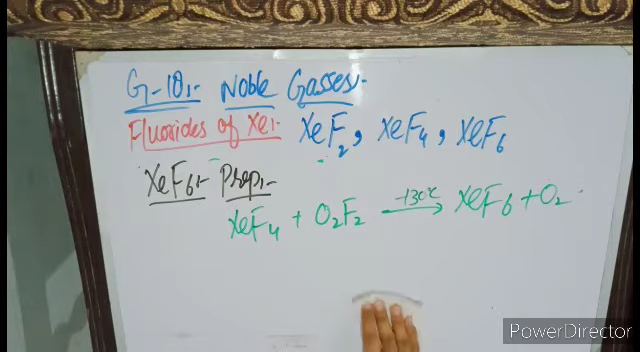 G-18:- Noble Gasses:-
Fluorides of Xe:- XeF2, XeF4, XeF6
XeF6:- Prep:-
XeF4 + O2F2 -130°C → XeF6 + O2
PowerDirector